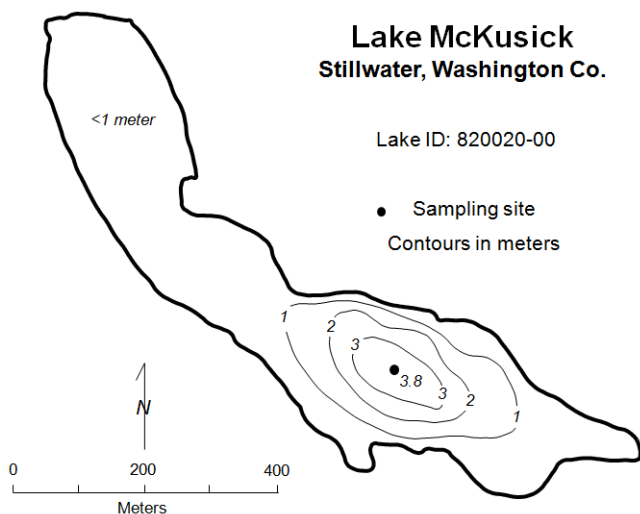 Lake McKusick
Stillwater, Washington Co.
<1 meter
Lake ID: 820020-00
Sampling site
Contours in meters
1
2
3
3.8
3
2
1
N
0 200 400
Meters